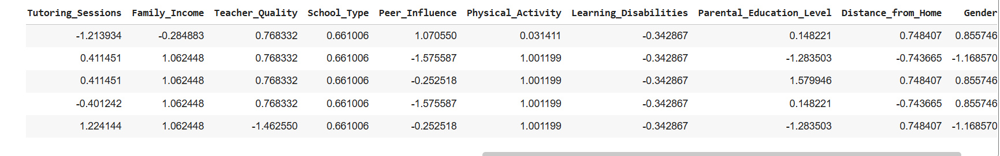 Tutoring_Sessions Family_Income Teacher_Quality School_Type Peer_Influence Physical_Activity Learning_Disabilities Parental_Education_Level Distance_from_Home Gender
-1.213934 -0.284883 0.768332 0.661006 1.070550 0.031411 -0.342867 0.148221 0.748407 0.855746
0.411451 1.062448 0.768332 0.661006 -1.575587 1.001199 -0.342867 -1.283503 -0.743665 -1.168570
0.411451 1.062448 0.768332 0.661006 -0.252518 1.001199 -0.342867 1.579946 0.748407 0.855746
-0.401242 1.062448 0.768332 0.661006 -1.575587 1.001199 -0.342867 0.148221 -0.743665 0.855746
1.224144 1.062448 -1.462550 0.661006 -0.252518 1.001199 -0.342867 -1.283503 0.748407 -1.168570